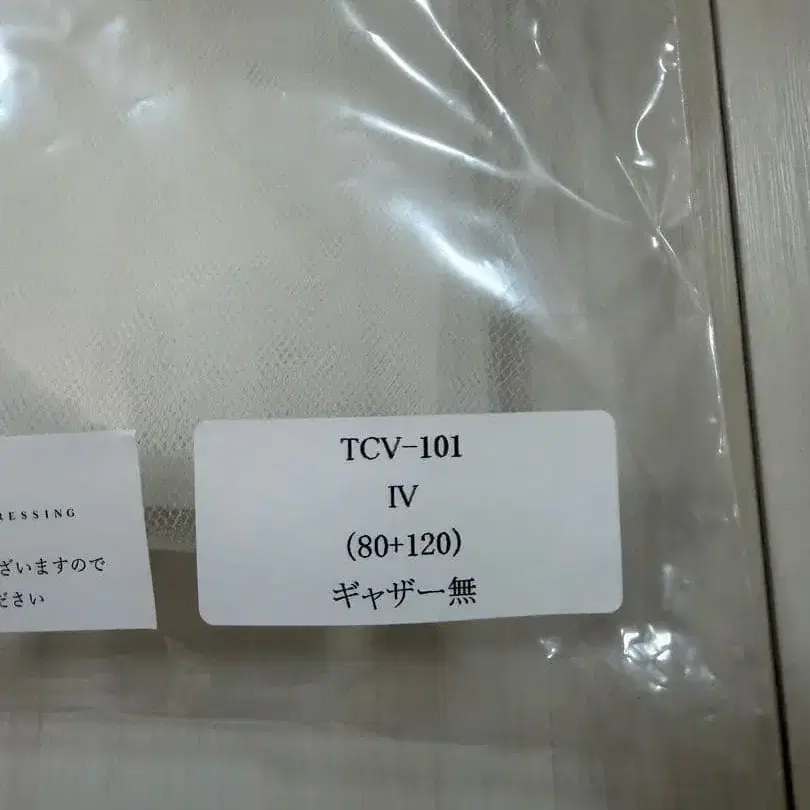 RESSING
ざいますので
ださい
TCV-101
IV
(80+120)
ギャザー無